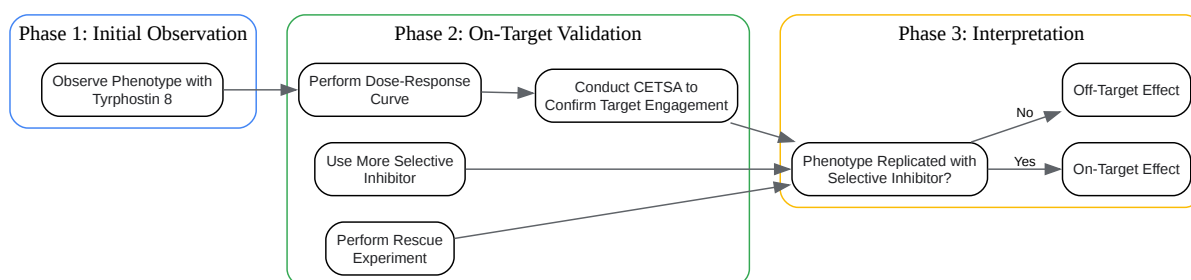 Phase 1: Initial Observation
Observe Phenotype with
Tyrphostin 8
Phase 2: On-Target Validation
Perform Dose-Response
Curve
Conduct CETSA to
Confirm Target Engagement
Use More Selective
Inhibitor
Perform Rescue
Experiment
Phase 3: Interpretation
Phenotype Replicated with
Selective Inhibitor?
No
Off-Target Effect
Yes
On-Target Effect